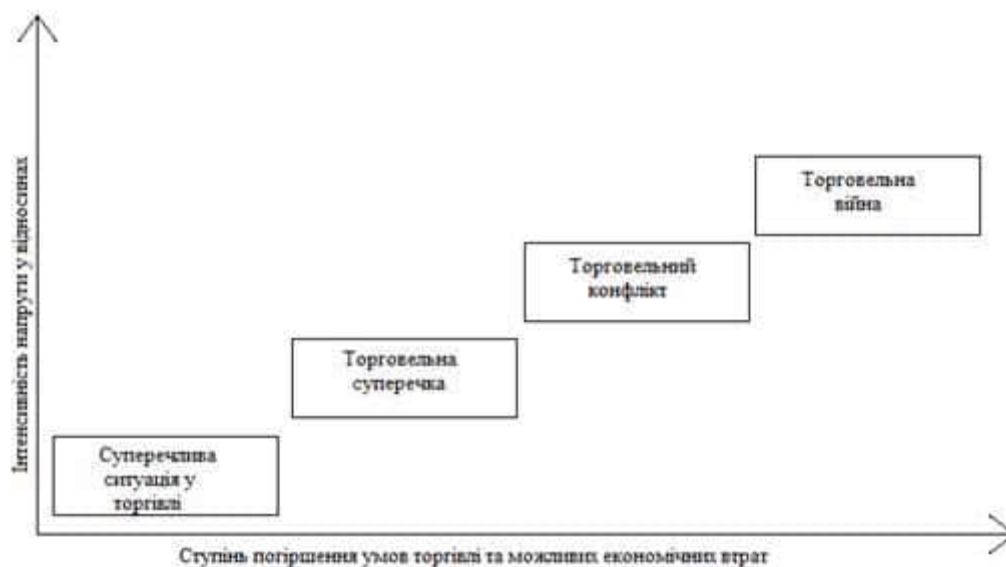 Інтенсивність напруги у відносинах
Торговельна
війна
Торговельний
конфлікт
Торговельна
суперечка
Суперечлива
ситуація у
торгівлі
Ступінь погіршення умов торгівлі та можливих економічних втрат